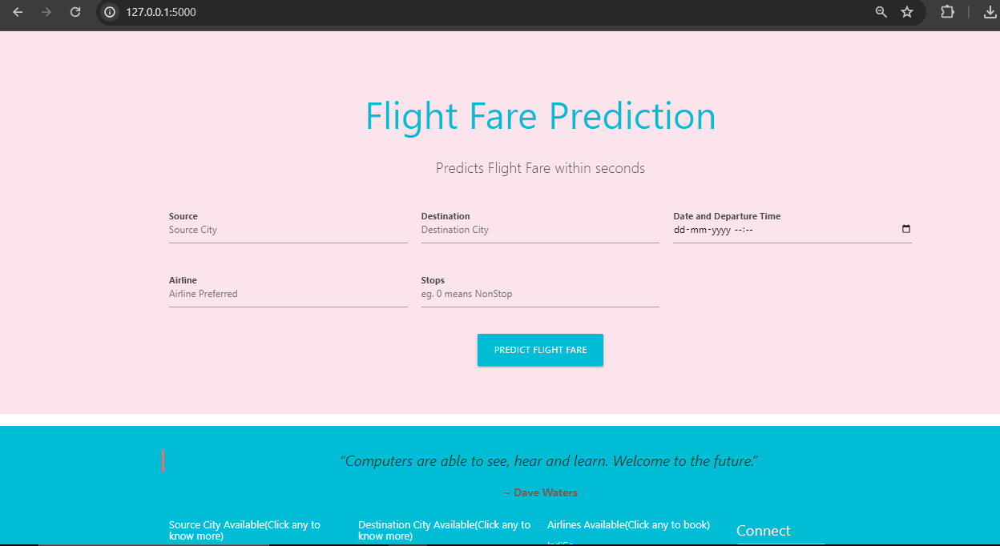 127.0.0.1:5000
Flight Fare Prediction
Predicts Flight Fare within seconds
Source
Source City
Destination
Destination City
Date and Departure Time
dd-mm-yyyy --:--
Airline
Airline Preferred
Stops
eg. 0 means NonStop
PREDICT FLIGHT FARE
“Computers are able to see, hear and learn. Welcome to the future.”
~ Dave Waters
Source City Available(Click any to
know more)
Destination City Available(Click any to
know more)
Airlines Available(Click any to book)
IndiGo
Connect